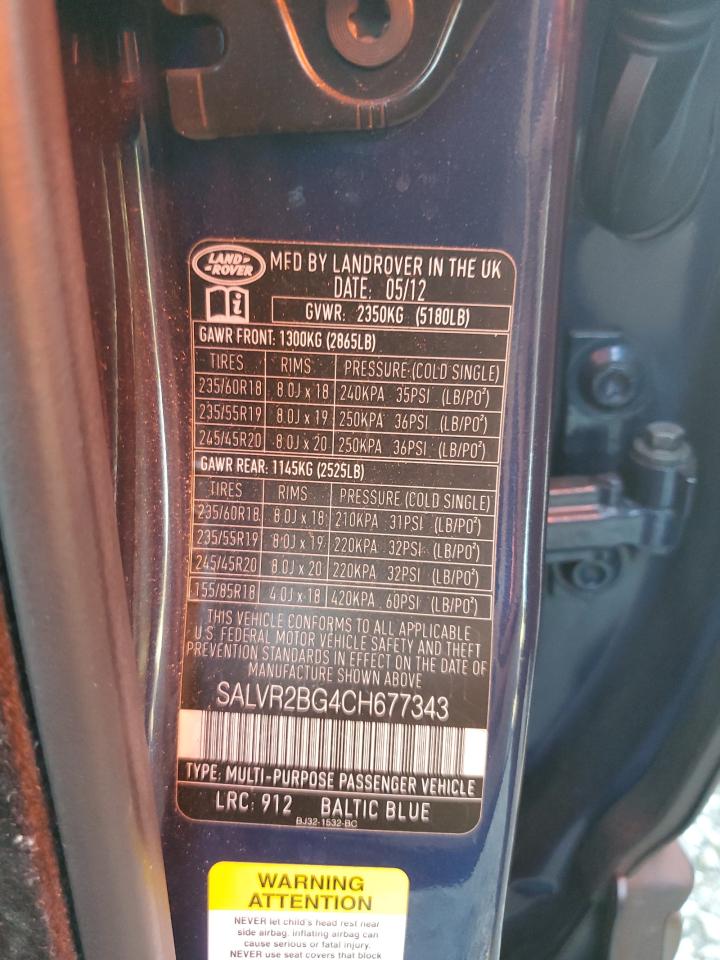 LAND-
-ROVER
MFD BY LANDROVER IN THE UK
DATE: 05/12
i
GVWR: 2350KG (5180LB)
GAWR FRONT: 1300KG (2865LB)
TIRES RIMS PRESSURE:(COLD SINGLE)
235/60R18 8.0J x 18 240KPA 35PSI (LB/PO²)
235/55R19 8.0J x 19 250KPA 36PSI (LB/PO²)
245/45R20 8.0J x 20 250KPA 36PSI (LB/PO²)
GAWR REAR: 1145KG (2525LB)
TIRES RIMS PRESSURE (COLD SINGLE)
235/60R18 8.0J x 18 210KPA 31PSI (LB/PO²)
235/55R19 8.0J x 19 220KPA 32PSI (LB/PO²)
245/45R20 8.0J x 20 220KPA 32PSI (LB/PO²)
155/85R18 4.0J x 18 420KPA 60PSI (LB/PO²)
THIS VEHICLE CONFORMS TO ALL APPLICABLE
U.S. FEDERAL MOTOR VEHICLE SAFETY AND THEFT
PREVENTION STANDARDS IN EFFECT ON THE DATE OF
MANUFACTURE SHOWN ABOVE
SALVR2BG4CH677343
TYPE: MULTI-PURPOSE PASSENGER VEHICLE
LRC: 912 BALTIC BLUE
BJ32-1532-BC
WARNING
ATTENTION
NEVER let child's head rest near
side airbag, inflating airbag can
cause serious or fatal injury.
NEVER use seat covers that block